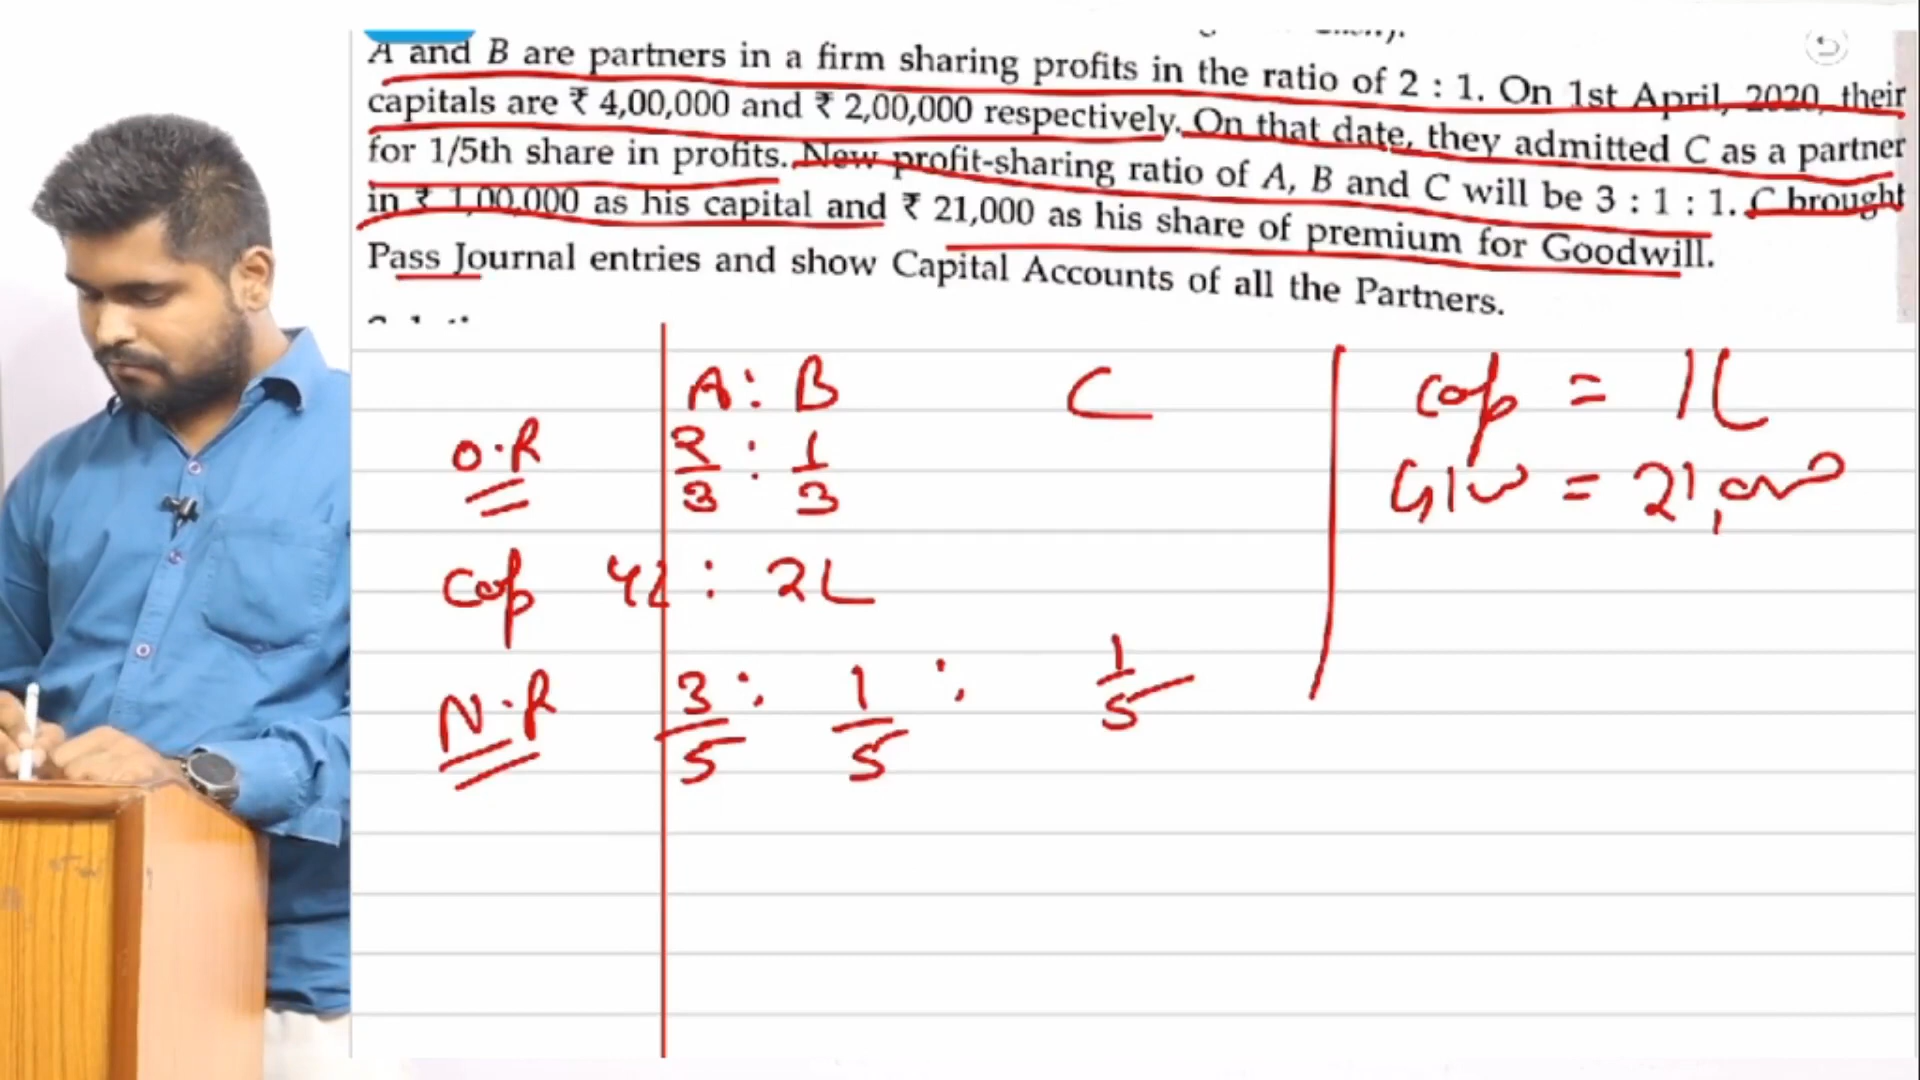 A and B are partners in a firm sharing profits in the ratio of 2 : 1. On 1st April, 2020, their
capitals are ₹ 4,00,000 and ₹ 2,00,000 respectively. On that date, they admitted C as a partner
for 1/5th share in profits. New profit-sharing ratio of A, B and C will be 3 : 1 : 1. C brought
in ₹ 1,00,000 as his capital and ₹ 21,000 as his share of premium for Goodwill.
Pass Journal entries and show Capital Accounts of all the Partners.
A : B C
O.R 2/3 : 1/3
Cap 4L : 2L
N.R 3/5 : 1/5 : 1/5
Cap = 1L
G/w = 21,000